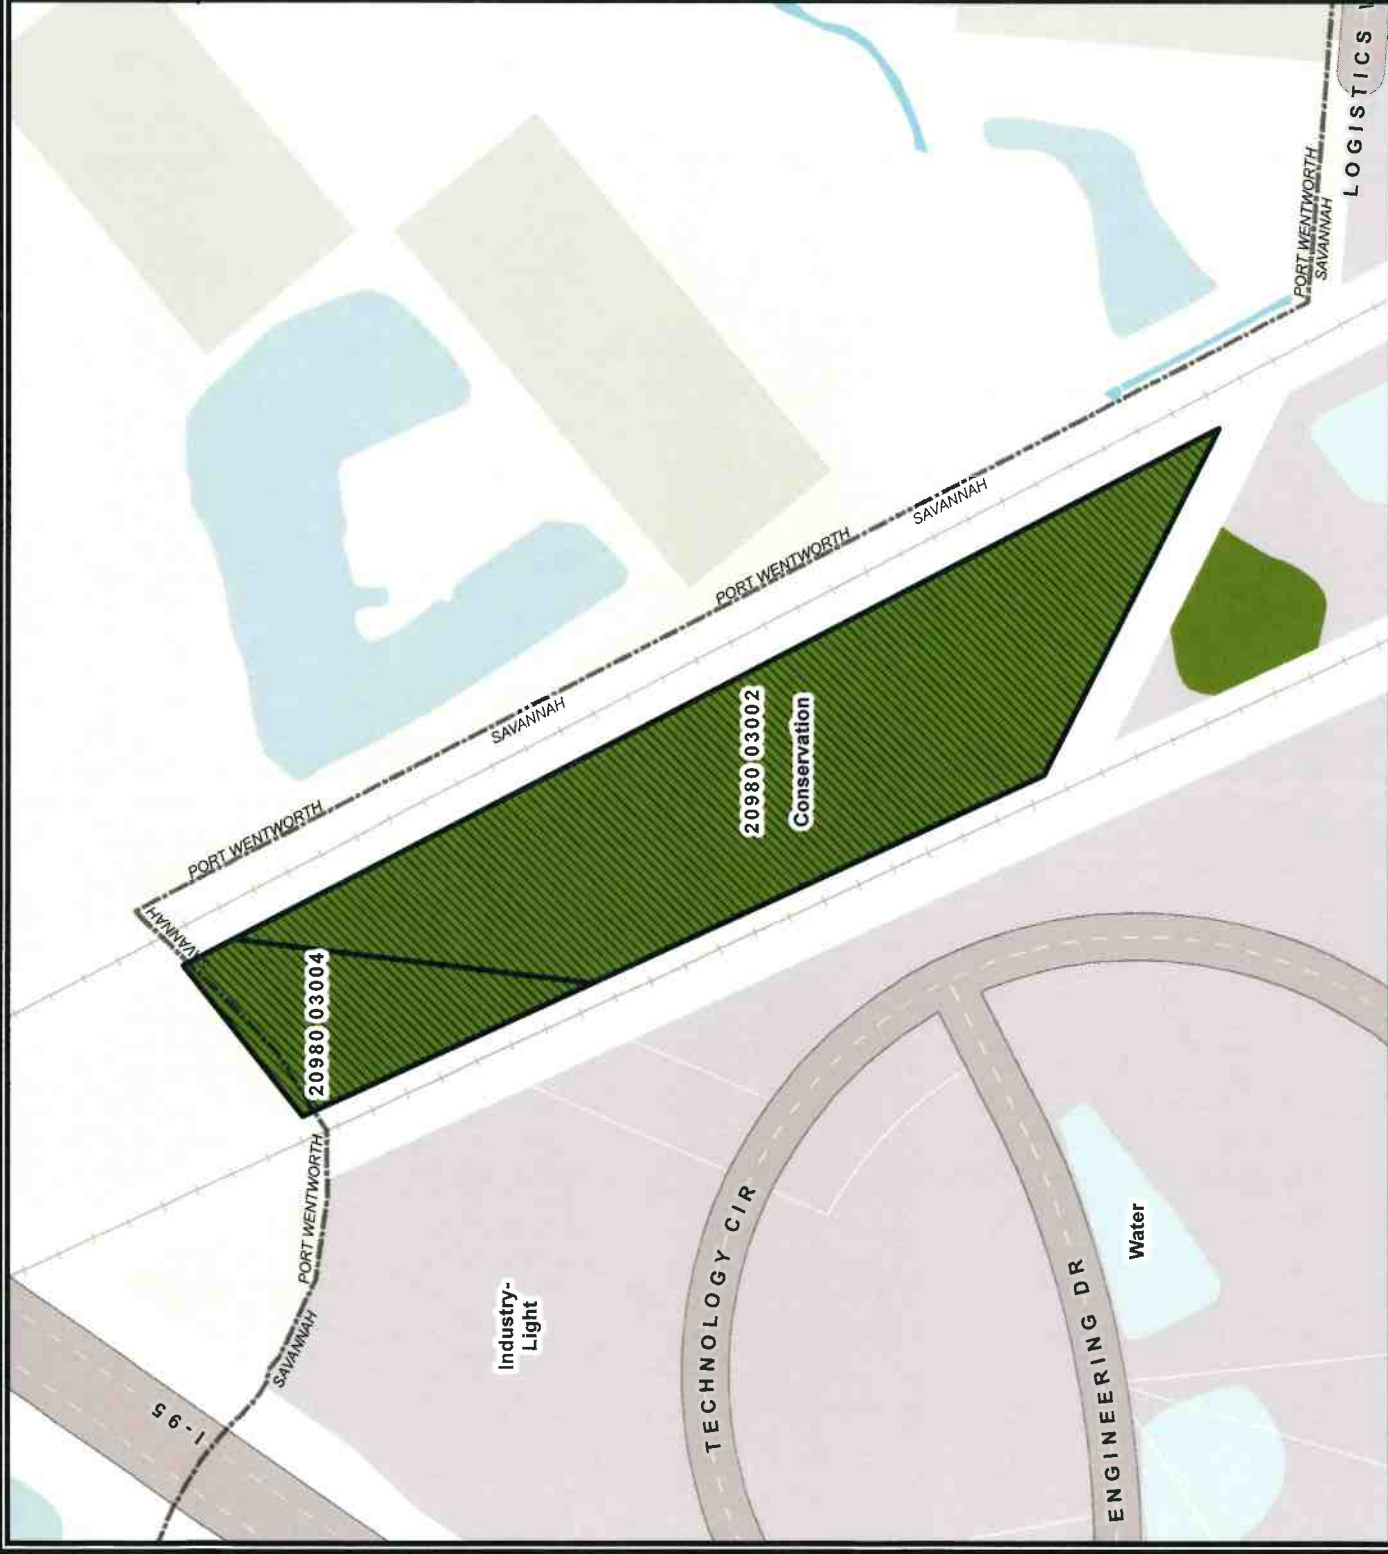 LOGISTICS
PORT WENTWORTH
SAVANNAH
SAVANNAH
PORT WENTWORTH
SAVANNAH
PORT WENTWORTH
SAVANNAH
20980 03002
Conservation
20980 03004
PORT WENTWORTH
SAVANNAH
I-95
Industry-
Light
TECHNOLOGY CIR
ENGINEERING DR
Water